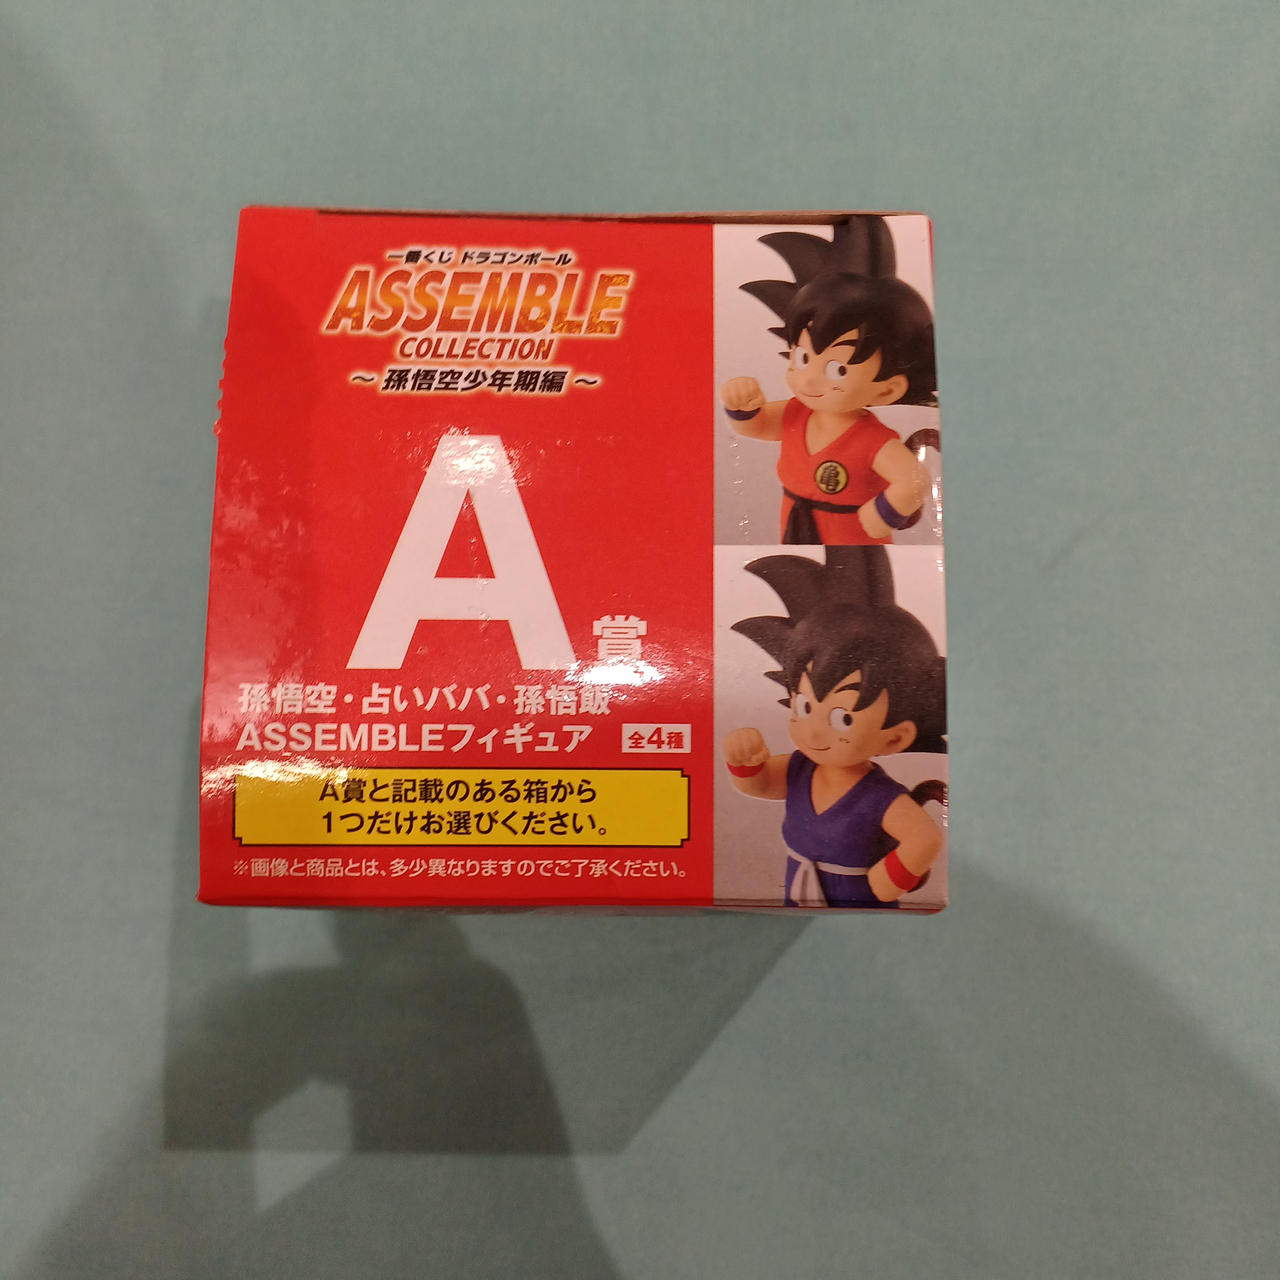 一番くじ ドラゴンボール
ASSEMBLE
COLLECTION
～ 孫悟空少年期編 ～
A賞
孫悟空・占いババ・孫悟飯
ASSEMBLEフィギュア 全4種
A賞と記載のある箱から
1つだけお選びください。
※画像と商品とは、多少異なりますのでご了承ください。
亀